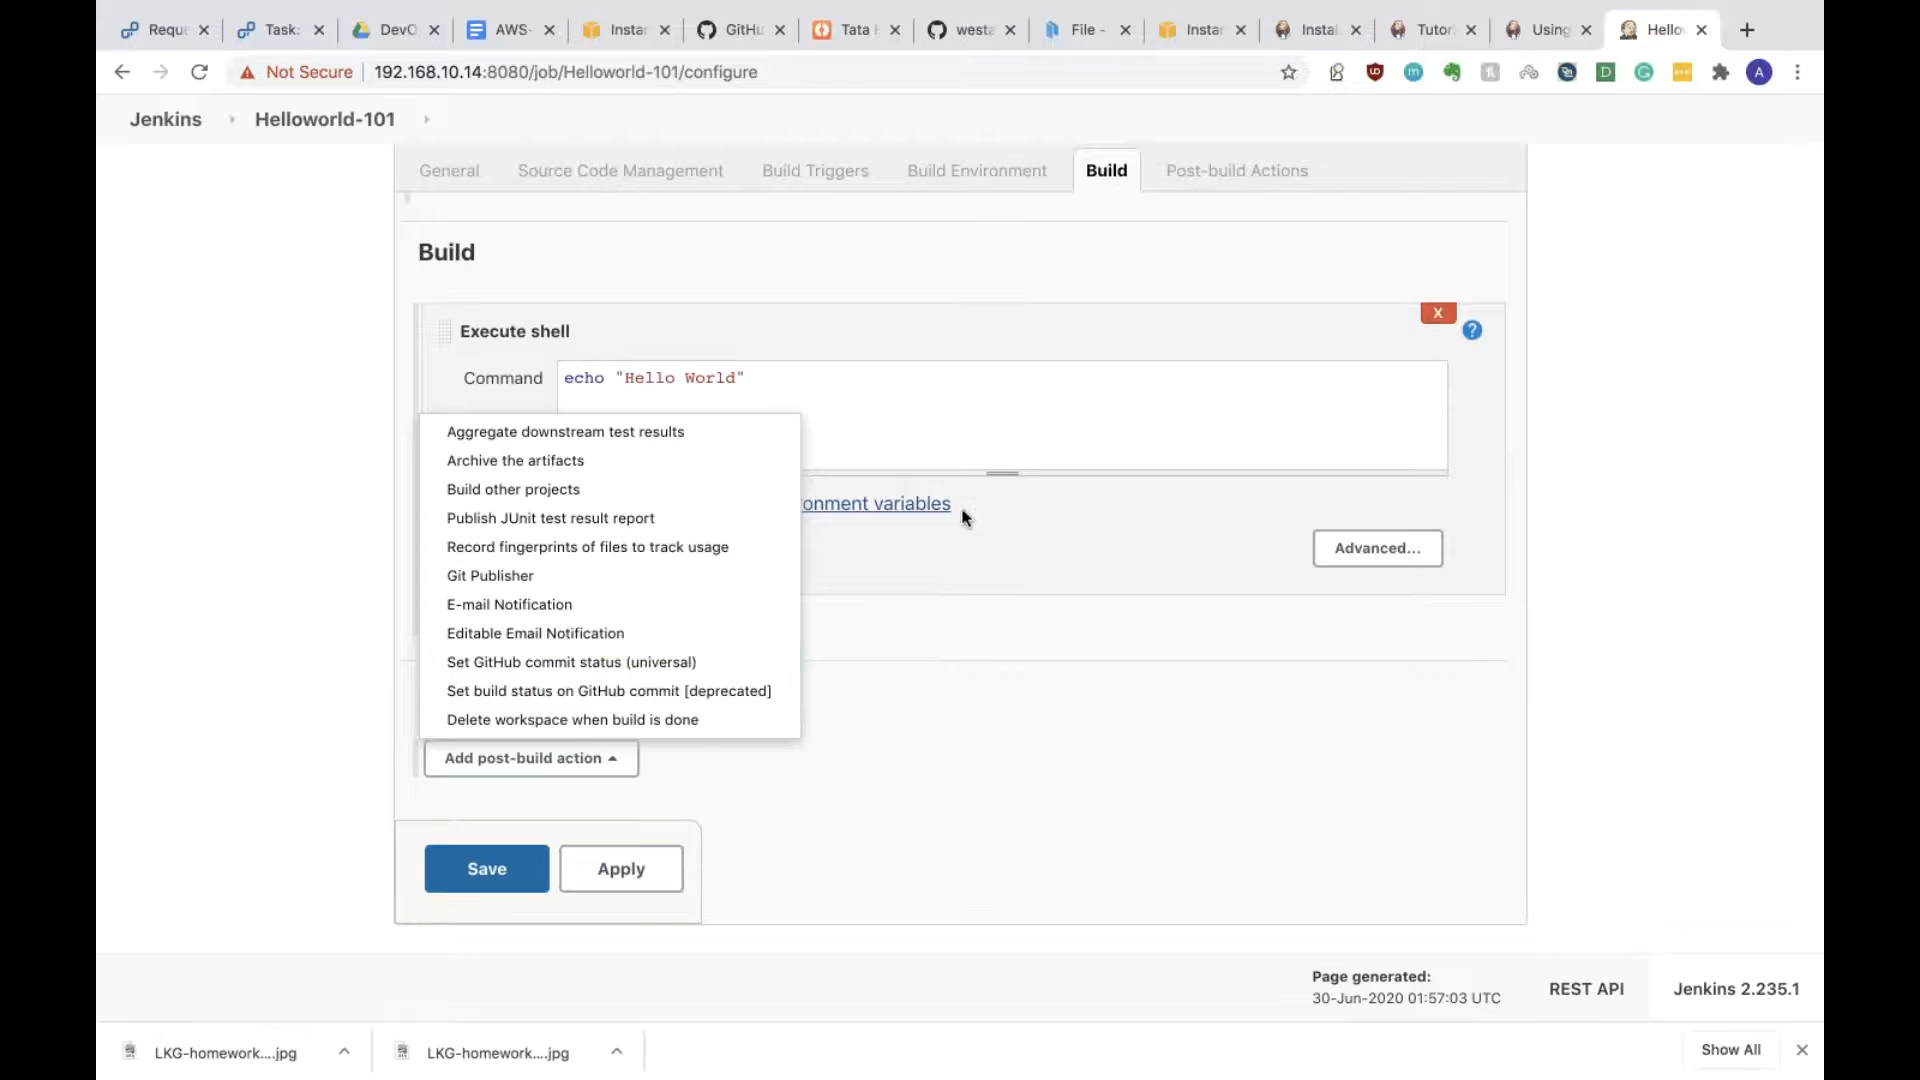 Reque
Task:
DevO
AWS-
Instar
GitHu
Tata
westa
File -
Instar
Instal
Tutor
Using
Hello
Not Secure
192.168.10.14:8080/job/Helloworld-101/configure
A
Jenkins
Helloworld-101
General
Source Code Management
Build Triggers
Build Environment
Build
Post-build Actions
Build
Execute shell
X
?
Command
echo "Hello World"
Aggregate downstream test results
Archive the artifacts
Build other projects
Publish JUnit test result report
Record fingerprints of files to track usage
Git Publisher
E-mail Notification
Editable Email Notification
Set GitHub commit status (universal)
Set build status on GitHub commit [deprecated]
Delete workspace when build is done
onment variables
Advanced...
Add post-build action
Save
Apply
Page generated:
30-Jun-2020 01:57:03 UTC
REST API
Jenkins 2.235.1
LKG-homework....jpg
LKG-homework....jpg
Show All